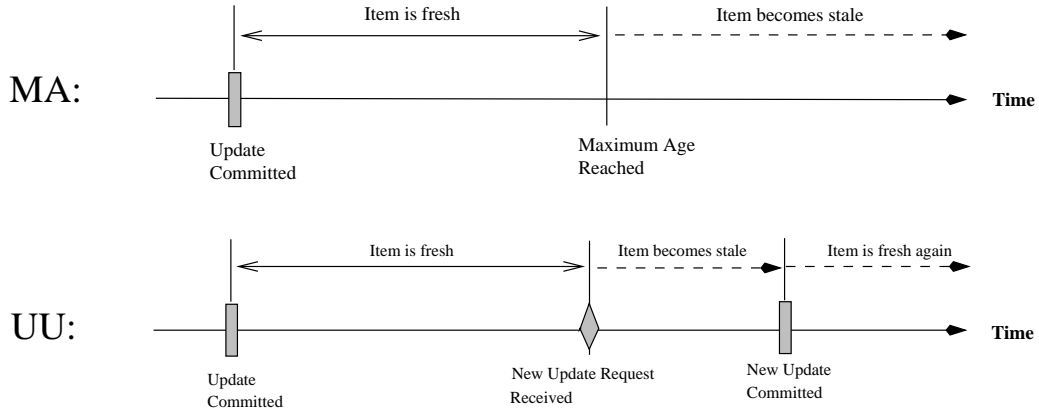 Item is fresh
Item becomes stale
MA:
Time
Update
Committed
Maximum Age
Reached
Item is fresh
Item becomes stale
Item is fresh again
UU:
Time
Update
Committed
New Update Request
Received
New Update
Committed